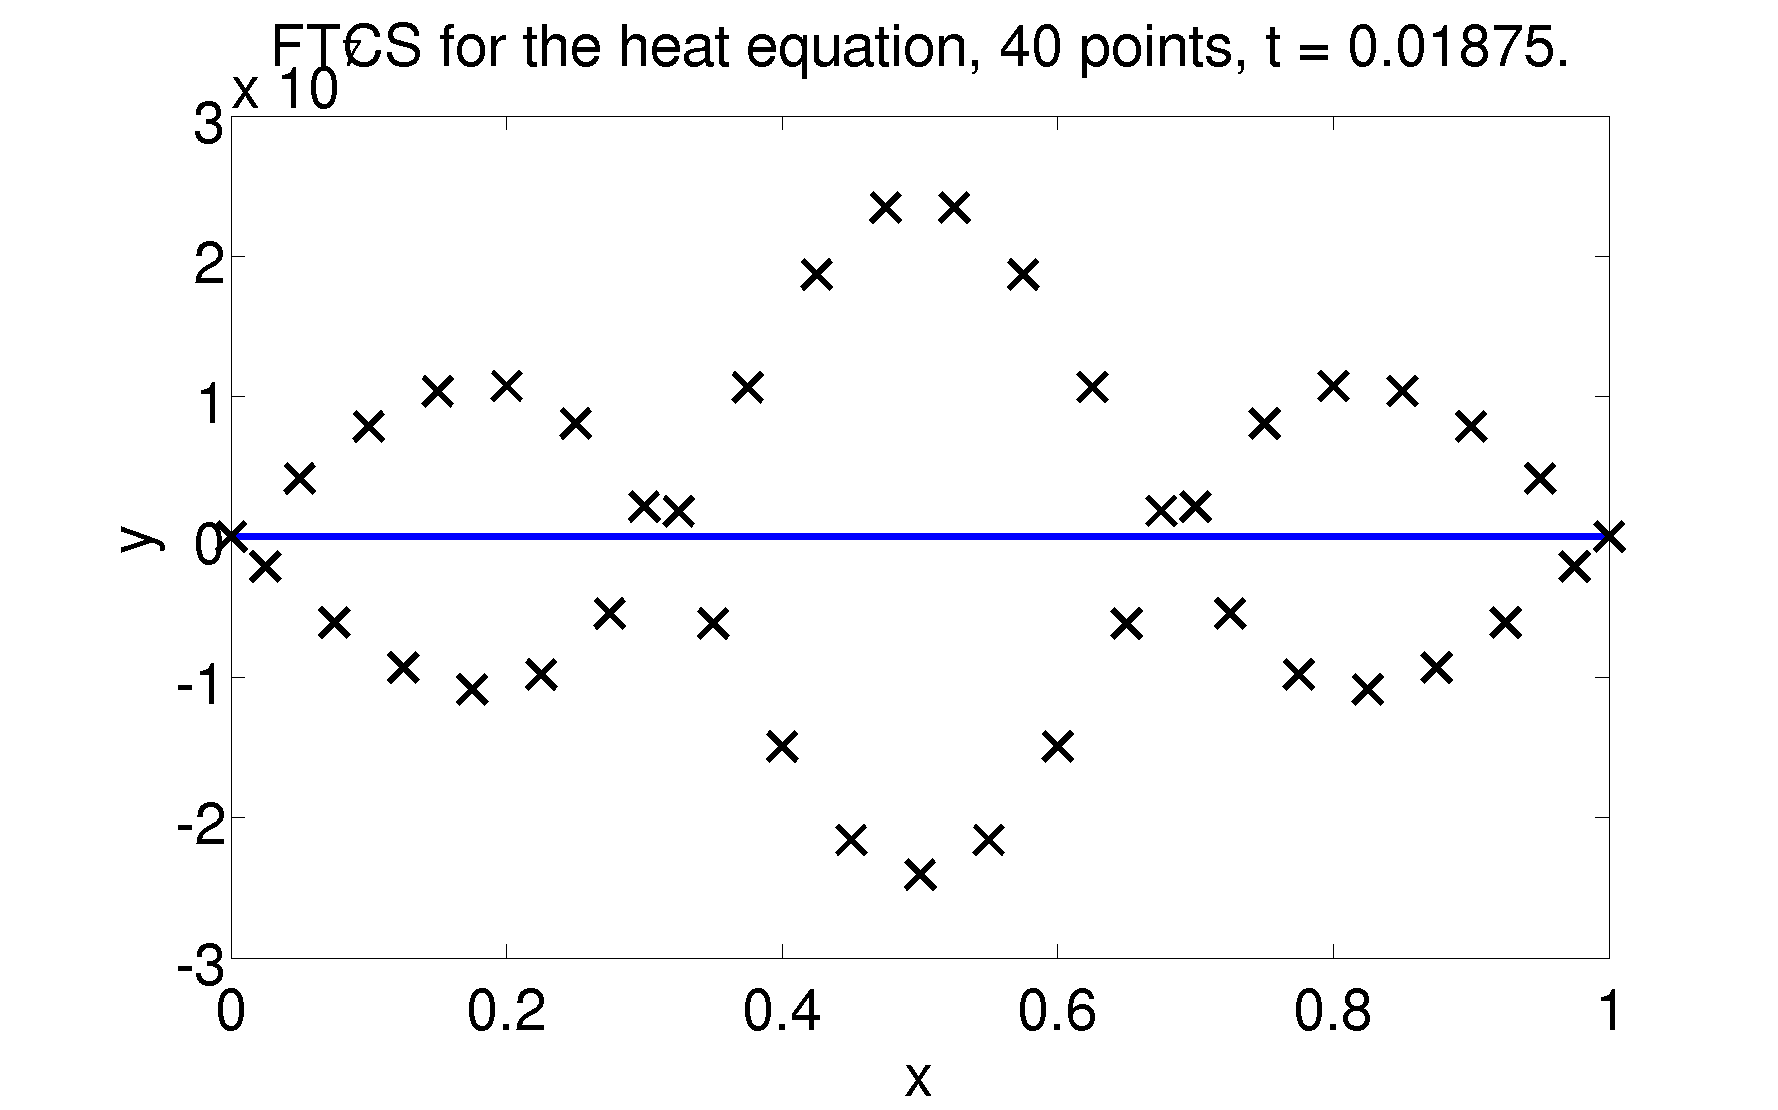 FTCS for the heat equation, 40 points, t = 0.01875.
x 10
3
2
1
0
-1
-2
-3
y
0 0.2 0.4 0.6 0.8 1
x